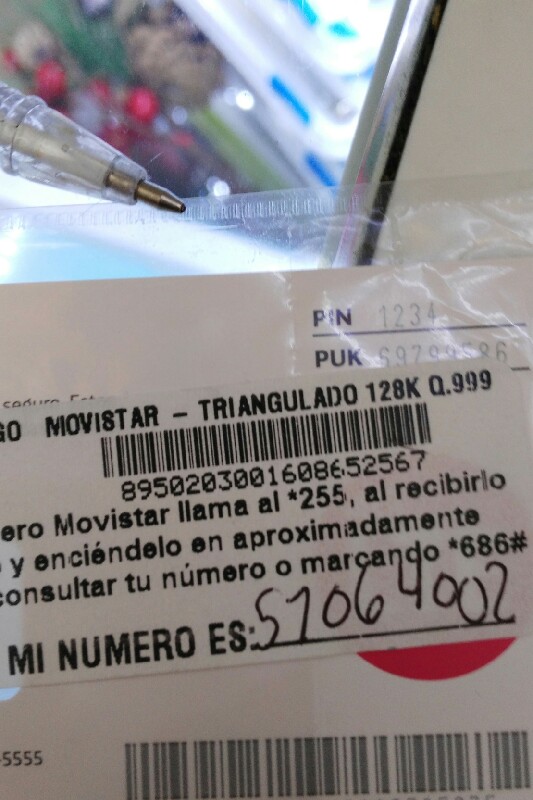 PIN 1234
PUK
GO MOVISTAR - TRIANGULADO 128K Q.999
8950203001608652567
ero Movistar llama al *255, al recibirlo
y enciéndelo en aproximadamente
consultar tu número o marcando *686#
MI NUMERO ES: 51064002
-5555